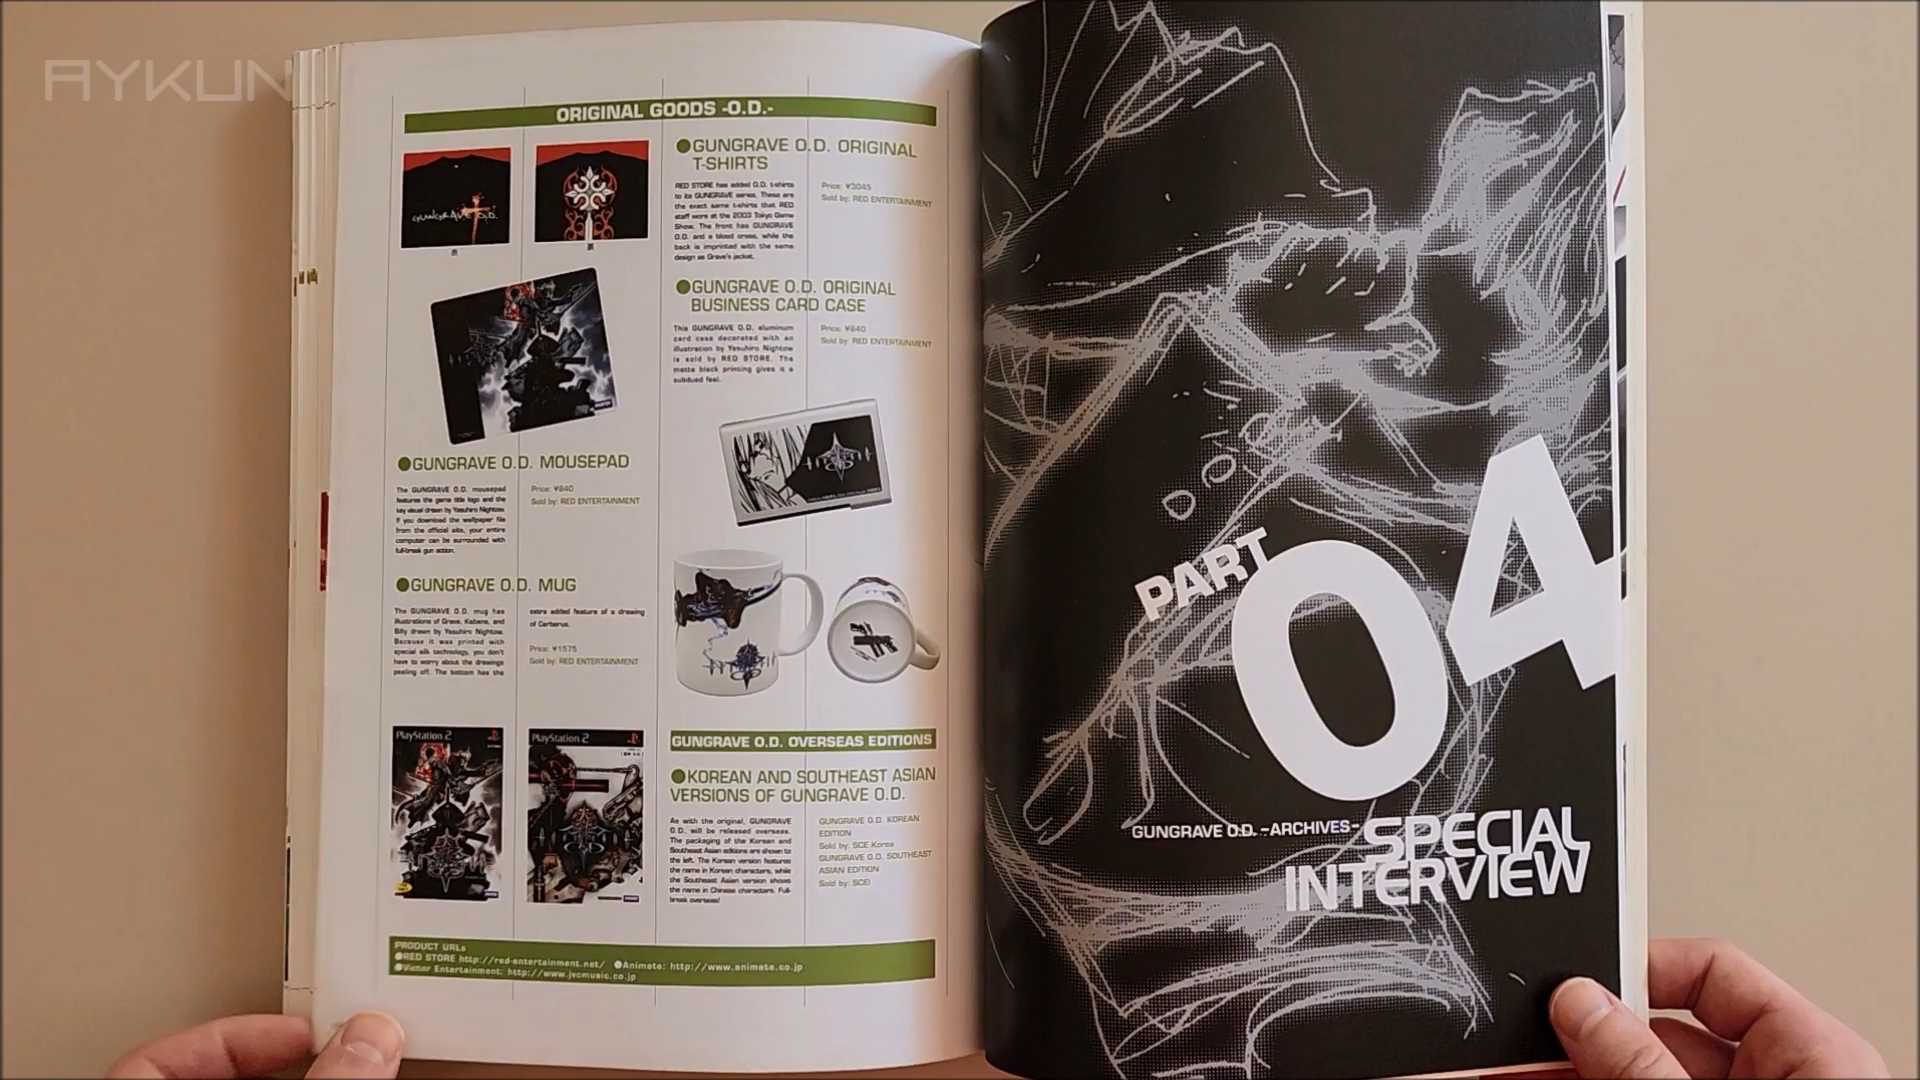 AYKUN
ORIGINAL GOODS -O.D.-
GUNGRAVE O.D.
表
裏
●GUNGRAVE O.D. ORIGINAL
T-SHIRTS
RED STORE has added O.D. t-shirts
to its GUNGRAVE series. These are
the exact same t-shirts that RED
staff wore at the 2003 Tokyo Game
Show. The front has GUNGRAVE
O.D. and a blood cross, while the
back is imprinted with the same
design as Grave's jacket.
Price: ¥3045
Sold by: RED ENTERTAINMENT
●GUNGRAVE O.D. ORIGINAL
BUSINESS CARD CASE
This GUNGRAVE O.D. aluminum
card case decorated with an
illustration by Yasuhiro Nightow
is sold by RED STORE. The
matte black printing gives it a
subdued feel.
Price: ¥840
Sold by: RED ENTERTAINMENT
●GUNGRAVE O.D. MOUSEPAD
The GUNGRAVE O.D. mousepad
features the game title logo and the
key visual drawn by Yasuhiro Nightow.
If you download the wallpaper file
from the official site, your entire
computer can be surrounded with
full-break gun action.
Price: ¥840
Sold by: RED ENTERTAINMENT
●GUNGRAVE O.D. MUG
The GUNGRAVE O.D. mug has
illustrations of Grave, Kabane, and
Billy drawn by Yasuhiro Nightow.
Because it was printed with
special silk technology, you don't
have to worry about the drawings
peeling off. The bottom has the
extra added feature of a drawing
of Cerberus.
Price: ¥1575
Sold by: RED ENTERTAINMENT
PlayStation 2
PlayStation 2
GUNGRAVE O.D. OVERSEAS EDITIONS
●KOREAN AND SOUTHEAST ASIAN
VERSIONS OF GUNGRAVE O.D.
As with the original, GUNGRAVE
O.D. will be released overseas.
The packaging of the Korean and
Southeast Asian editions are shown to
the left. The Korean version features
the name in Korean characters, while
the Southeast Asian version shows
the name in Chinese characters. Full-
break overseas!
GUNGRAVE O.D. KOREAN
EDITION
Sold by: SCE Korea
GUNGRAVE O.D. SOUTHEAST
ASIAN EDITION
Sold by: SCEI
PRODUCT URLs
●RED STORE http://red-entertainment.net/ ●Animate: http://www.animate.co.jp
●Victor Entertainment: http://www.jvcmusic.co.jp
PART
04
GUNGRAVE O.D. -ARCHIVES-
SPECIAL
INTERVIEW